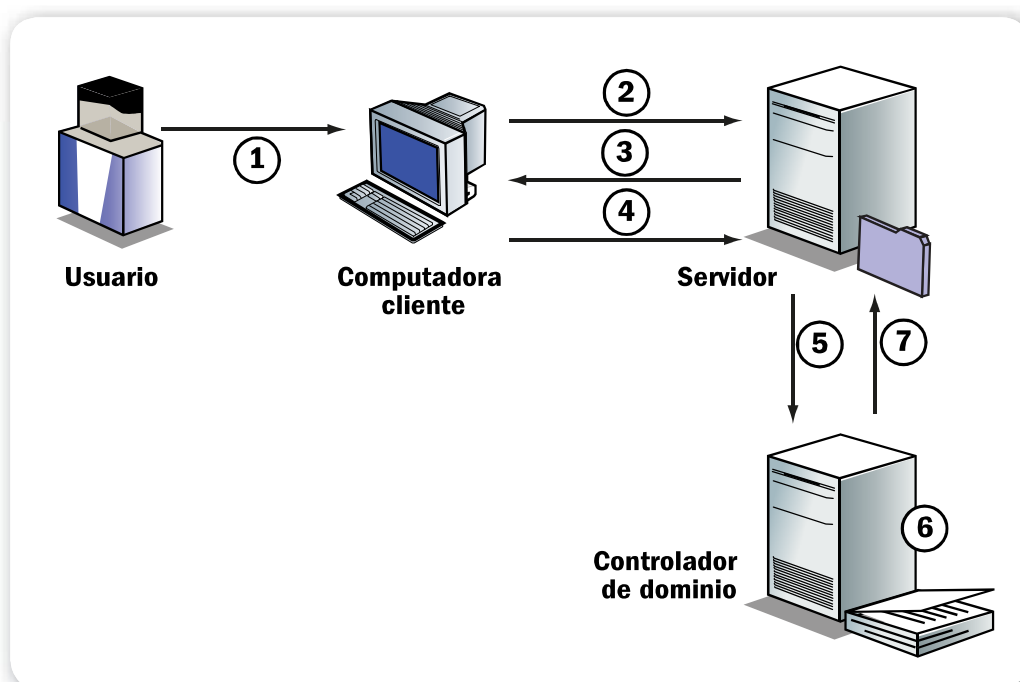 2
3
1
4
Usuario
Computadora
cliente
Servidor
5
7
6
Controlador
de dominio